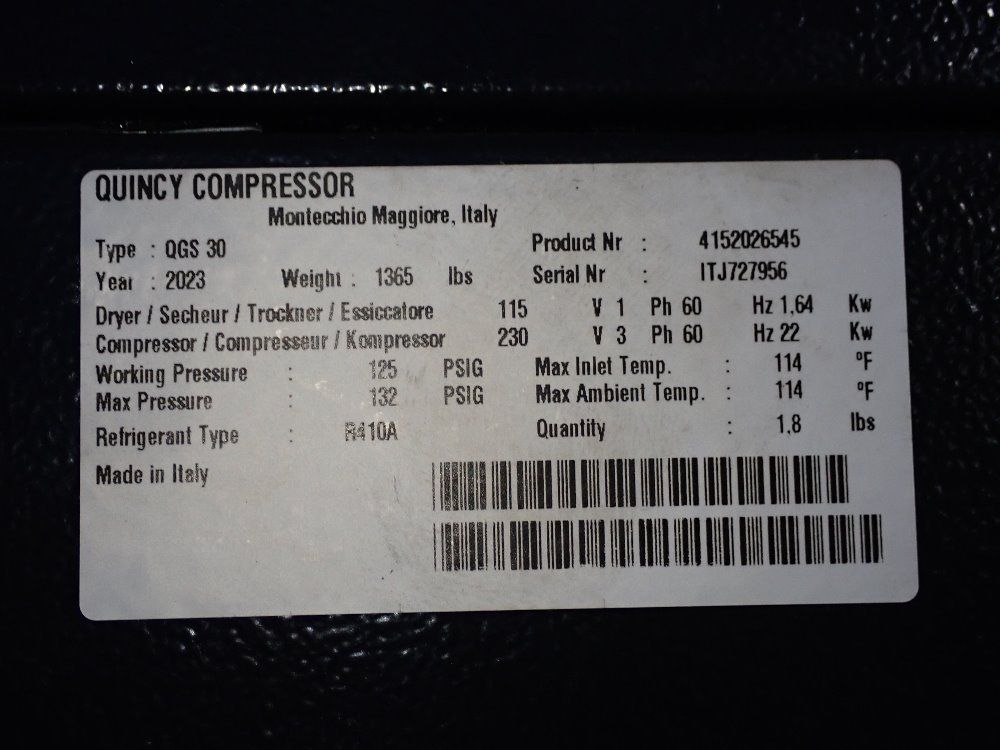 QUINCY COMPRESSOR
Montecchio Maggiore, Italy
Type : QGS 30 Product Nr : 4152026545
Year : 2023 Weight : 1365 lbs Serial Nr : ITJ727956
Dryer / Secheur / Trockner / Essiccatore 115 V 1 Ph 60 Hz 1,64 Kw
Compressor / Compresseur / Kompressor 230 V 3 Ph 60 Hz 22 Kw
Working Pressure : 125 PSIG Max Inlet Temp. : 114 ºF
Max Pressure : 132 PSIG Max Ambient Temp. : 114 ºF
Refrigerant Type : R410A Quantity : 1,8 lbs
Made in Italy